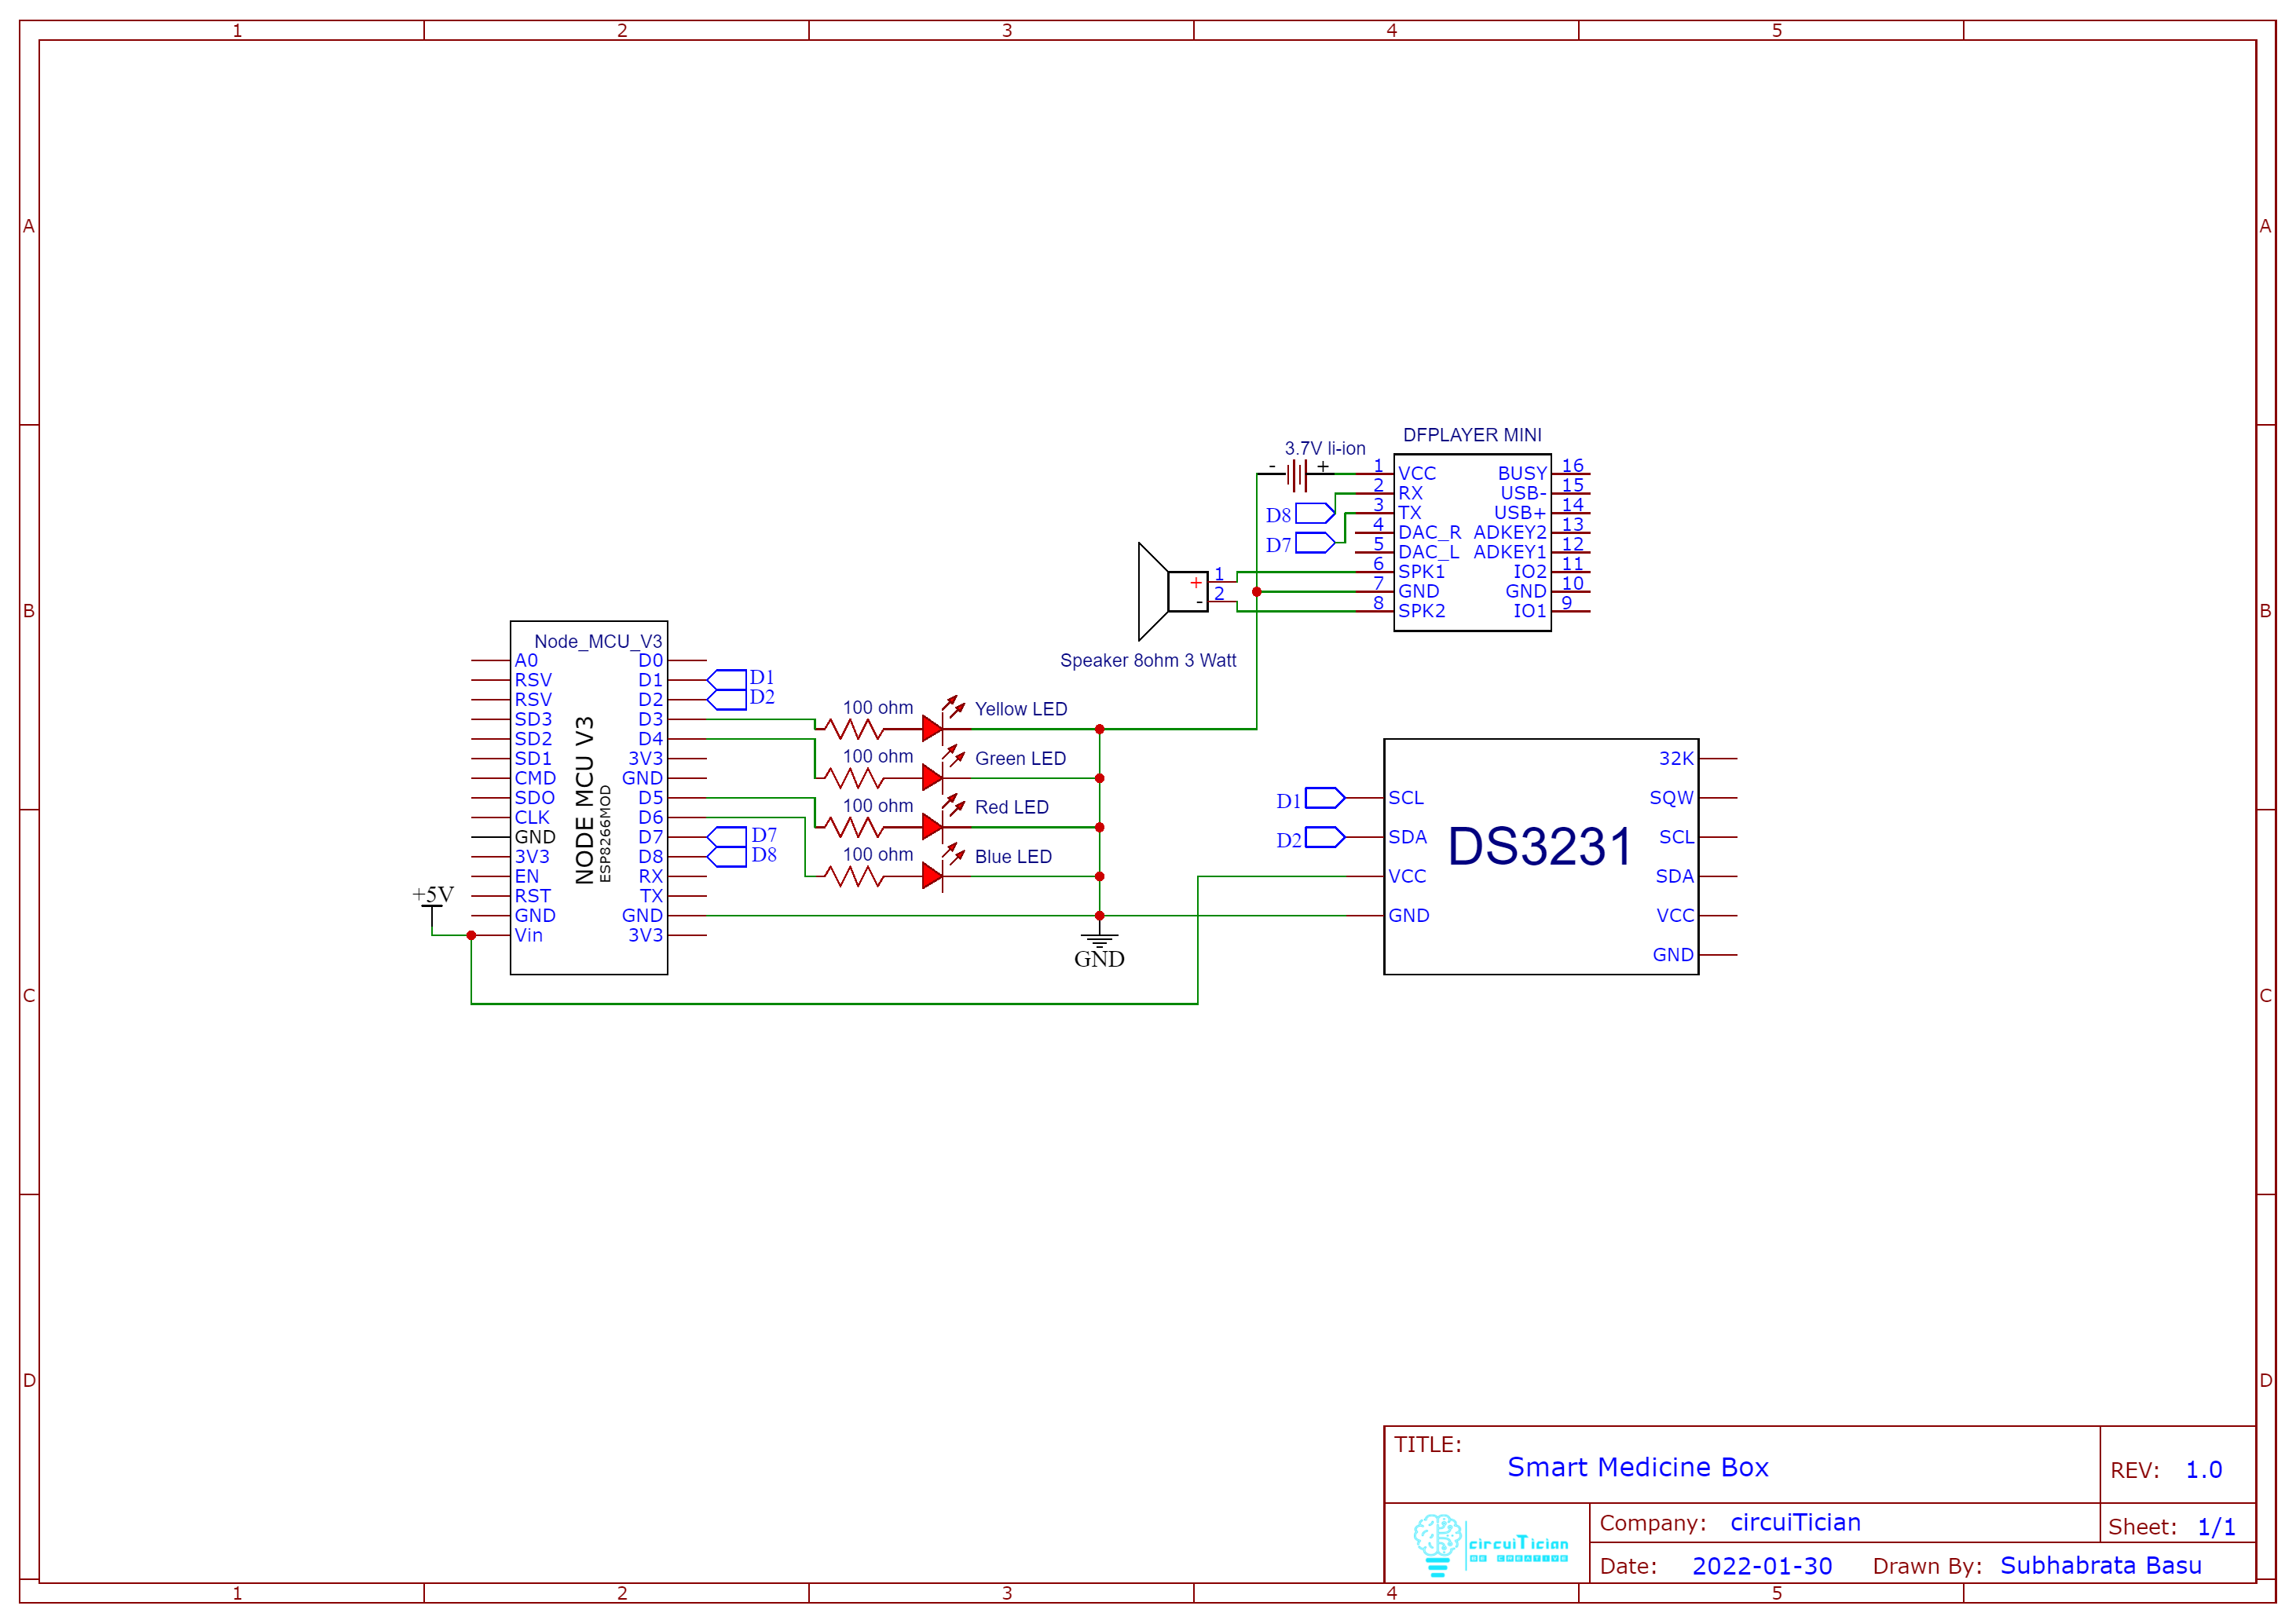 1 2 3 4 5
A A
B B
C C
D D
DFPLAYER MINI
3.7V li-ion
- +
1 VCC BUSY 16
2 RX USB- 15
3 TX USB+ 14
4 DAC_R ADKEY2 13
5 DAC_L ADKEY1 12
6 SPK1 IO2 11
7 GND GND 10
8 SPK2 IO1 9
D8
D7
+ 1
- 2
Speaker 8ohm 3 Watt
Node_MCU_V3
NODE MCU V3
ESP8266MOD
A0 D0
RSV D1 D1
RSV D2 D2
SD3 D3
SD2 D4
SD1 3V3
CMD GND
SDO D5
CLK D6
GND D7 D7
3V3 D8 D8
EN RX
RST TX
GND GND
Vin 3V3
+5V
100 ohm Yellow LED
100 ohm Green LED
100 ohm Red LED
100 ohm Blue LED
GND
DS3231
D1 SCL
D2 SDA
VCC
GND
32K
SQW
SCL
SDA
VCC
GND
TITLE:
Smart Medicine Box
REV: 1.0
circuiTician
BE CREATIVE
Company: circuiTician
Sheet: 1/1
Date: 2022-01-30 Drawn By: Subhabrata Basu
1 2 3 4 5